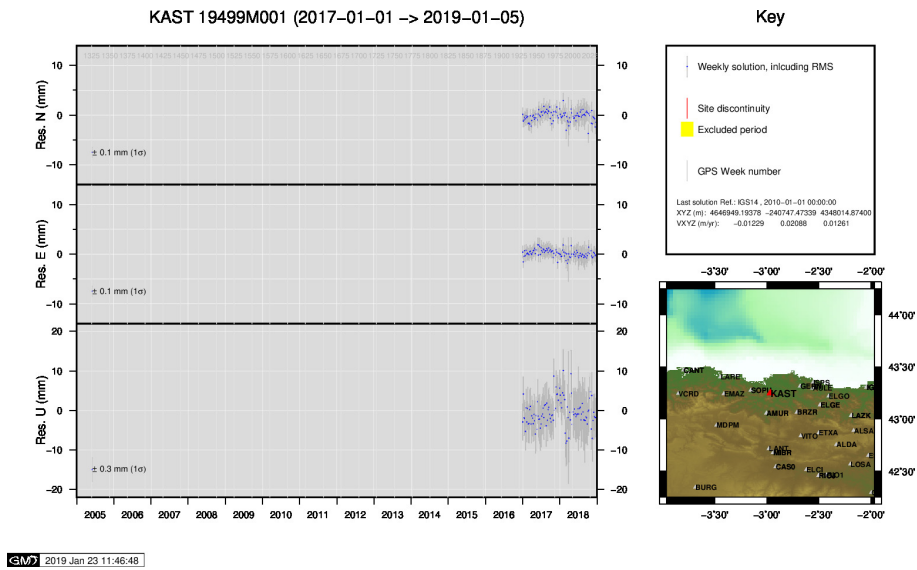 KAST 19499M001 (2017−01−01 −> 2019−01−05)
Key
Res. N (mm)
10
0
−10
10
0
−10
± 0.1 mm (1σ)
Res. E (mm)
10
0
−10
10
0
−10
± 0.1 mm (1σ)
Res. U (mm)
20
10
0
−10
−20
20
10
0
−10
−20
± 0.3 mm (1σ)
2005 2006 2007 2008 2009 2010 2011 2012 2013 2014 2015 2016 2017 2018
Weekly solution, inlcuding RMS
Site discontinuity
Excluded period
GPS Week number
Last solution Ref.: IGS14 , 2010−01−01 00:00:00
XYZ (m): 4646949.19378 −240747.47339 4348014.87400
VXYZ (m/yr): −0.01229 0.02088 0.01261
−3˚30' −3˚00' −2˚30' −2˚00'
44˚00'
43˚30'
43˚00'
42˚30'
CANT
LARE
VCRD
EMAZ
SOPU
KAST
ELGO
ELGE
AMUR
BRZR
LAZK
MDPM
VITO
ETXA
ALSA
ALDA
LANT
CAS0
ELCI
LOSA
BURG
−3˚30' −3˚00' −2˚30' −2˚00'
GMT 2019 Jan 23 11:46:48